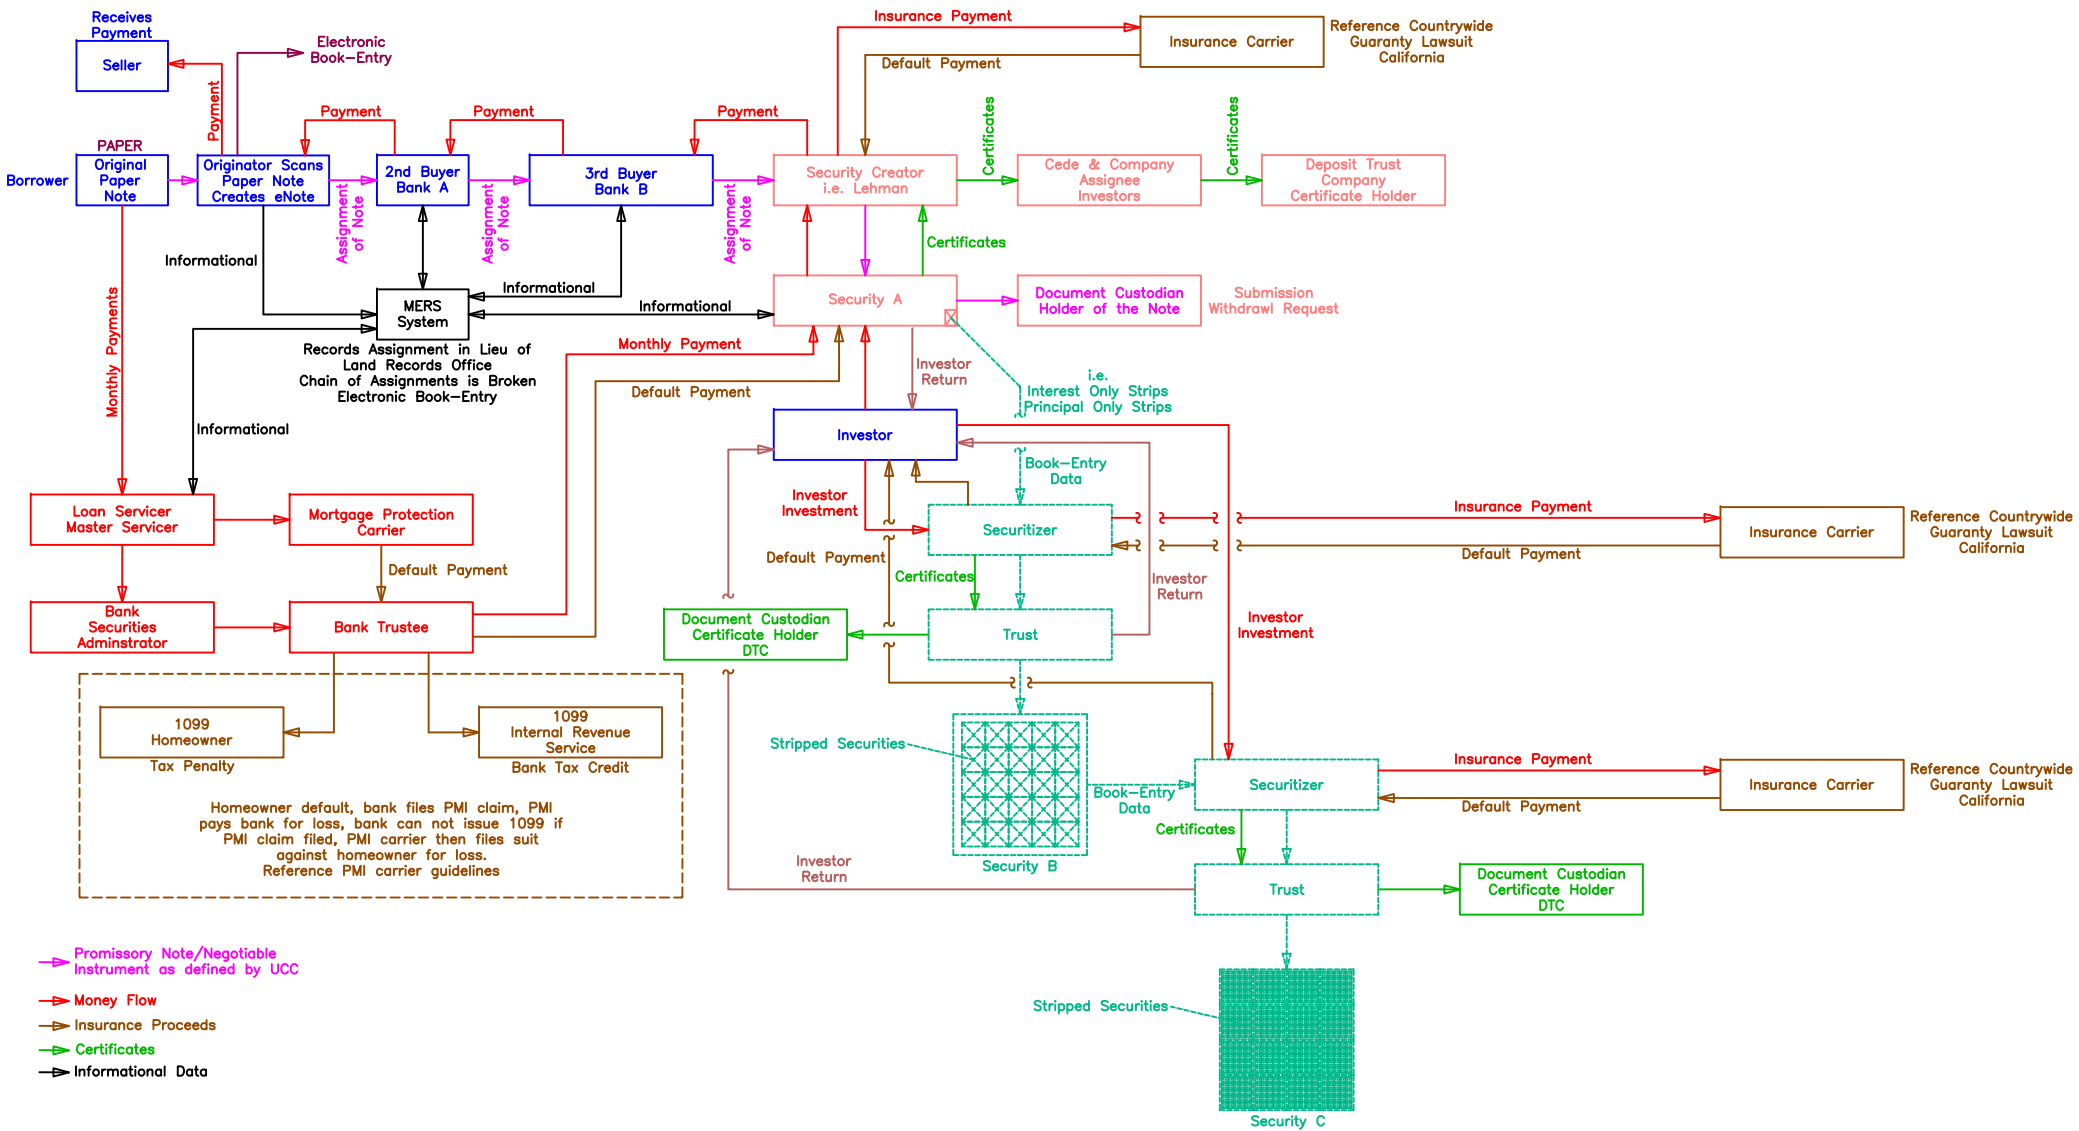 Receives
Payment
Seller
Electronic
Book-Entry
Payment
Insurance Payment
Insurance Carrier
Reference Countrywide
Guaranty Lawsuit
California
Default Payment
Payment
Payment
Payment
Certificates
Certificates
PAPER
Borrower
Original
Paper
Note
Originator Scans
Paper Note
Creates eNote
2nd Buyer
Bank A
3rd Buyer
Bank B
Security Creator
i.e. Lehman
Cede & Company
Assignee
Investors
Deposit Trust
Company
Certificate Holder
Assignment
of Note
Assignment
of Note
Assignment
of Note
Certificates
Informational
Informational
Informational
MERS
System
Security A
Document Custodian
Holder of the Note
Submission
Withdrawl Request
Records Assignment in Lieu of
Land Records Office
Chain of Assignments is Broken
Electronic Book-Entry
Monthly Payments
Monthly Payment
Default Payment
Investor
Return
i.e.
Interest Only Strips
Principal Only Strips
Informational
Investor
Book-Entry
Data
Investor
Investment
Loan Servicer
Master Servicer
Mortgage Protection
Carrier
Securitizer
Insurance Payment
Insurance Carrier
Reference Countrywide
Guaranty Lawsuit
California
Default Payment
Default Payment
Default Payment
Certificates
Investor
Return
Bank
Securities
Adminstrator
Bank Trustee
Document Custodian
Certificate Holder
DTC
Trust
Investor
Investment
1099
Homeowner
Tax Penalty
1099
Internal Revenue
Service
Bank Tax Credit
Stripped Securities
Homeowner default, bank files PMI claim, PMI
pays bank for loss, bank can not issue 1099 if
PMI claim filed, PMI carrier then files suit
against homeowner for loss.
Reference PMI carrier guidelines
Book-Entry
Data
Security B
Securitizer
Insurance Payment
Insurance Carrier
Reference Countrywide
Guaranty Lawsuit
California
Default Payment
Certificates
Investor
Return
Trust
Document Custodian
Certificate Holder
DTC
Stripped Securities
Security C
Promissory Note/Negotiable
Instrument as defined by UCC
Money Flow
Insurance Proceeds
Certificates
Informational Data